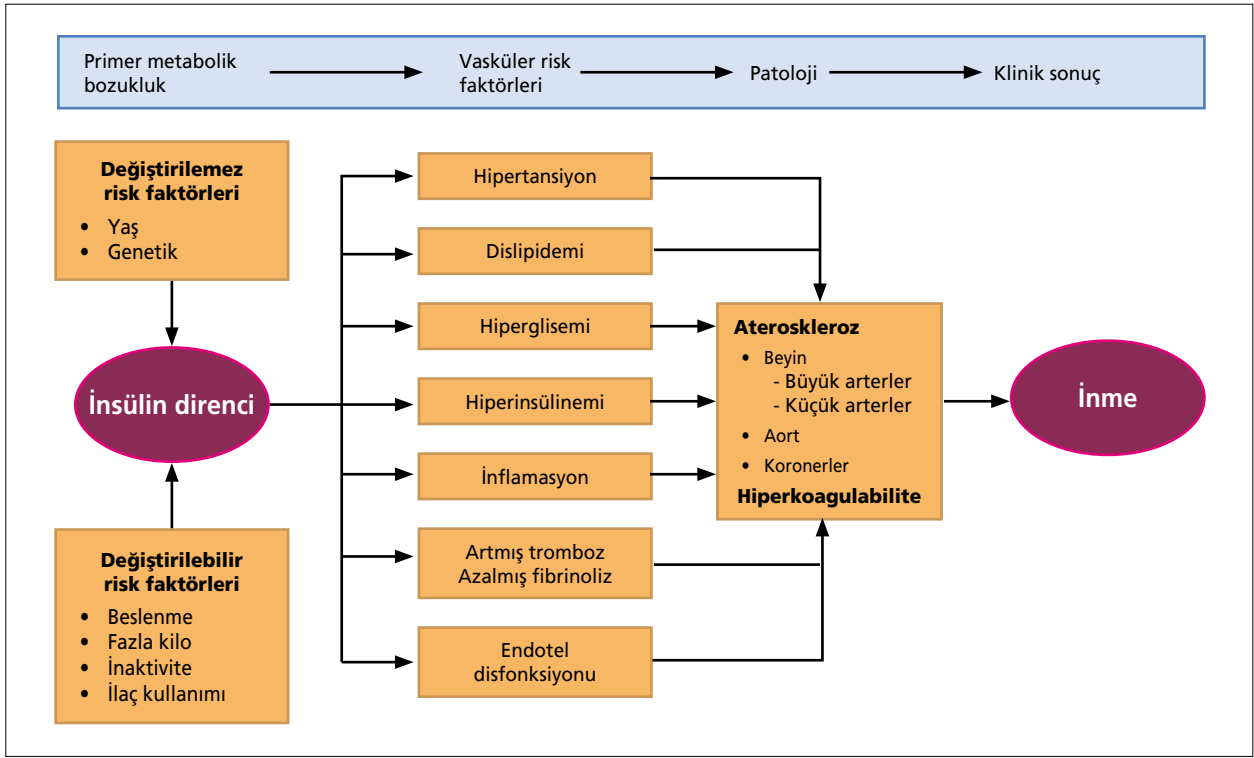 Primer metabolik
bozukluk
Vasküler risk
faktörleri
Patoloji
Klinik sonuç
Değiştirilemez
risk faktörleri
• Yaş
• Genetik
İnsülin direnci
Değiştirilebilir
risk faktörleri
• Beslenme
• Fazla kilo
• İnaktivite
• İlaç kullanımı
Hipertansiyon
Dislipidemi
Hiperglisemi
Hiperinsülinemi
İnflamasyon
Artmış tromboz
Azalmış fibrinoliz
Endotel
disfonksiyonu
Ateroskleroz
• Beyin
- Büyük arterler
- Küçük arterler
• Aort
• Koronerler
Hiperkoagulabilite
İnme